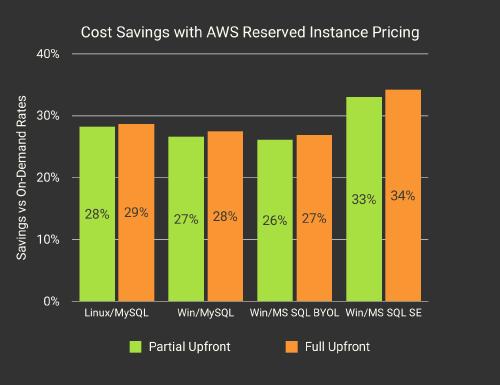 Cost Savings with AWS Reserved Instance Pricing
Savings vs On-Demand Rates
40%
30%
20%
10%
0%
28% 29% 27% 28% 26% 27% 33% 34%
Linux/MySQL Win/MySQL Win/MS SQL BYOL Win/MS SQL SE
Partial Upfront Full Upfront